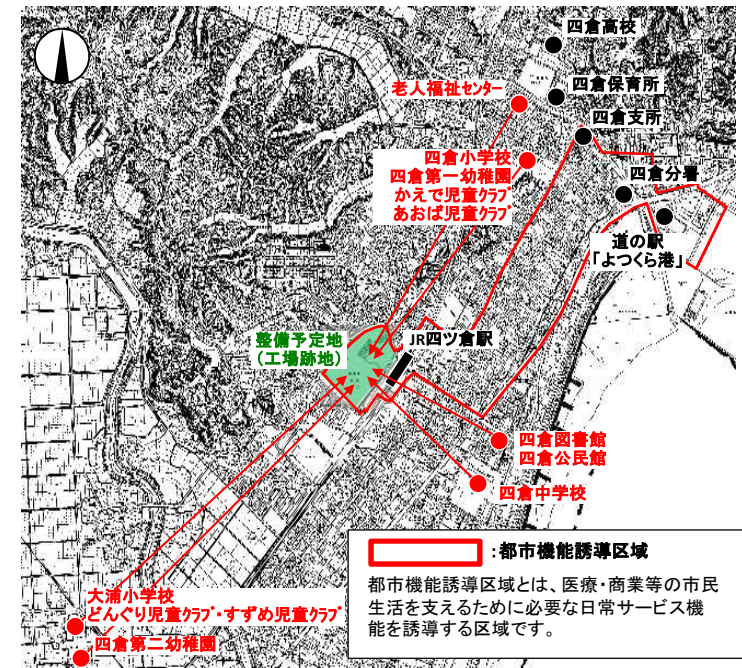 四倉高校
四倉保育所
老人福祉センター
四倉支所
四倉小学校
四倉第一幼稚園
かえで児童クラブ
あおば児童クラブ
四倉分署
道の駅
「よつくら港」
整備予定地
(工場跡地)
JR四ツ倉駅
四倉図書館
四倉公民館
四倉中学校
:都市機能誘導区域
都市機能誘導区域とは、医療・商業等の市民
生活を支えるために必要な日常サービス機
能を誘導する区域です。
大浦小学校
どんぐり児童クラブ・すずめ児童クラブ
四倉第二幼稚園